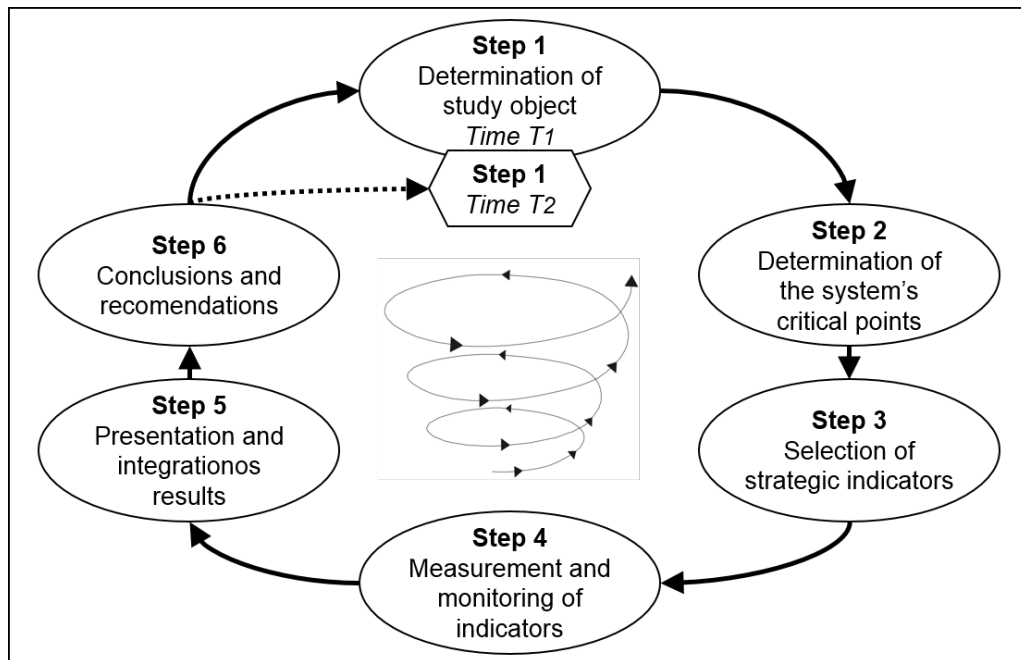 Step 1
Determination of
study object
Time T1
Step 1
Time T2
Step 2
Determination of
the system's
critical points
Step 3
Selection of
strategic indicators
Step 4
Measurement and
monitoring of
indicators
Step 5
Presentation and
integrationos
results
Step 6
Conclusions and
recomendations